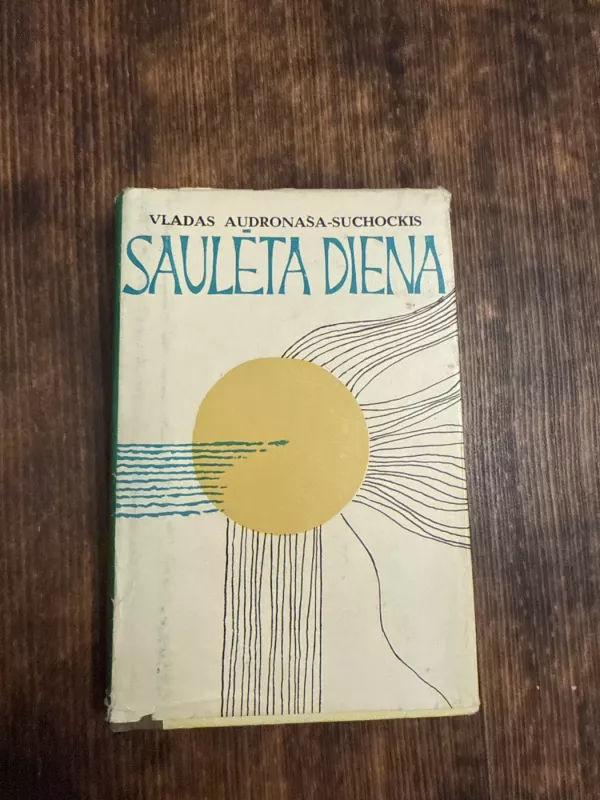 VLADAS AUDRONAŠA-SUCHOCKIS
SAULĖTA DIENA